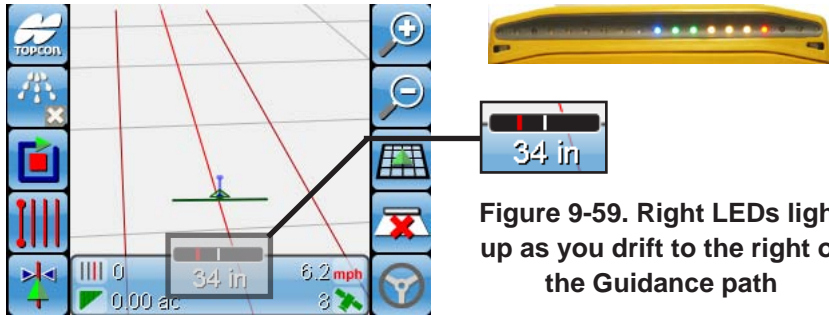 TOPCON
34 in
0
34 in
6.2 mph
0.00 ac
8
Figure 9-59. Right LEDs ligh
up as you drift to the right o
the Guidance path